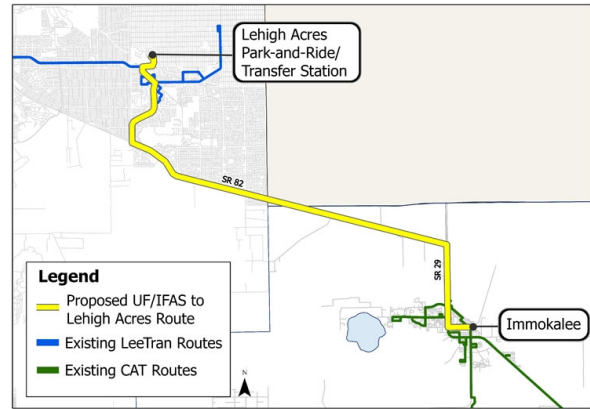 Lehigh Acres
Park-and-Ride/
Transfer Station
SR 82
SR 29
Immokalee
Legend
Proposed UF/IFAS to
Lehigh Acres Route
Existing LeeTran Routes
Existing CAT Routes
N